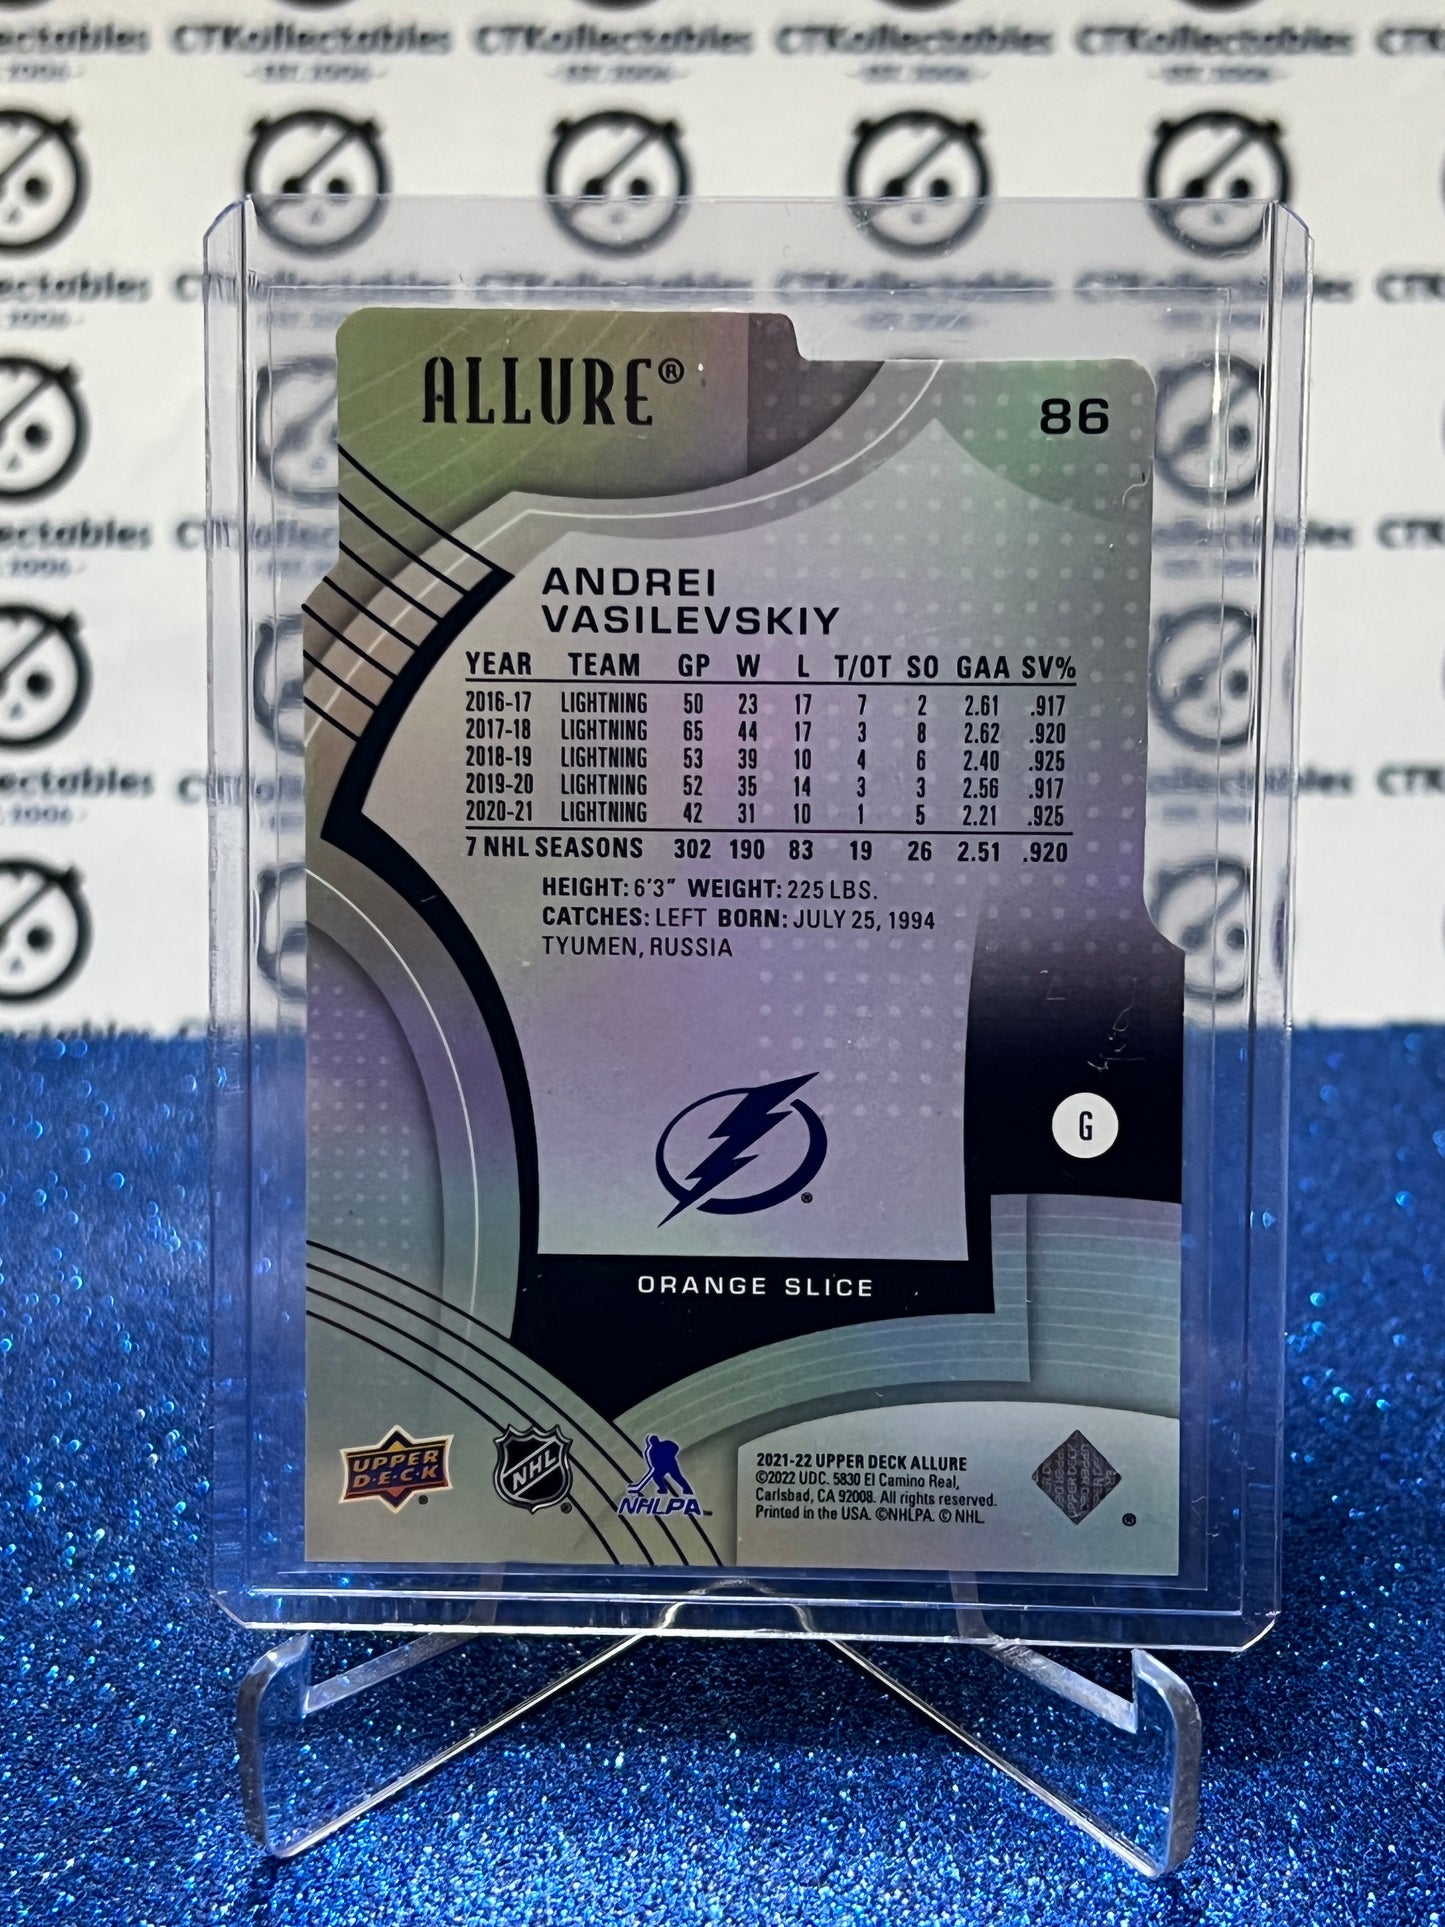 CTKollectables CTKollectables CTKollectables CTKollectables
ALLURE®
86
ANDREI
VASILEVSKIY
YEAR TEAM GP W L T/OT SO GAA SV%
2016-17 LIGHTNING 50 23 17 7 2 2.61 .917
2017-18 LIGHTNING 65 44 17 3 8 2.62 .920
2018-19 LIGHTNING 53 39 10 4 6 2.40 .925
2019-20 LIGHTNING 52 35 14 3 3 2.56 .917
2020-21 LIGHTNING 42 31 10 1 5 2.21 .925
7 NHL SEASONS 302 190 83 19 26 2.51 .920
HEIGHT: 6'3" WEIGHT: 225 LBS.
CATCHES: LEFT BORN: JULY 25, 1994
TYUMEN, RUSSIA
G
®
ORANGE SLICE
UPPER
D·E·C·K
®
NHL
®
NHLPA™
2021-22 UPPER DECK ALLURE
©2022 UDC. 5830 El Camino Real,
Carlsbad, CA 92008. All rights reserved.
Printed in the USA. ©NHLPA. © NHL.
®